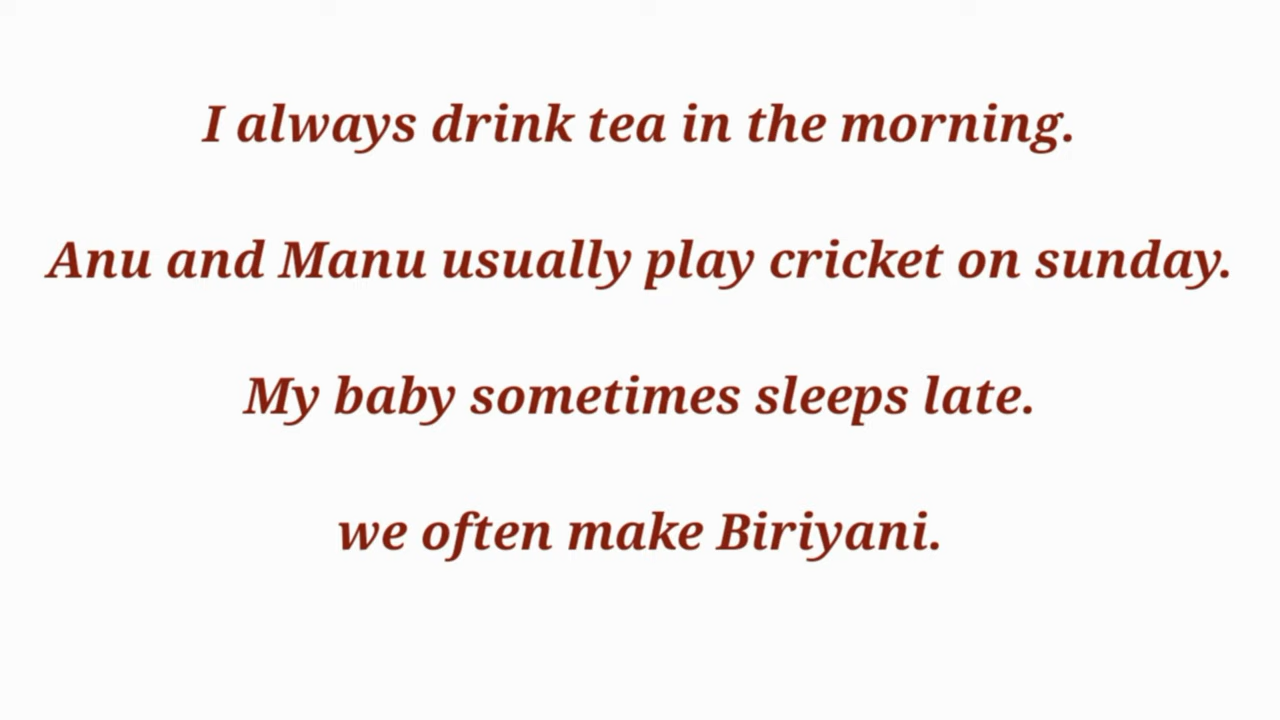 I always drink tea in the morning.
Anu and Manu usually play cricket on sunday.
My baby sometimes sleeps late.
we often make Biriyani.